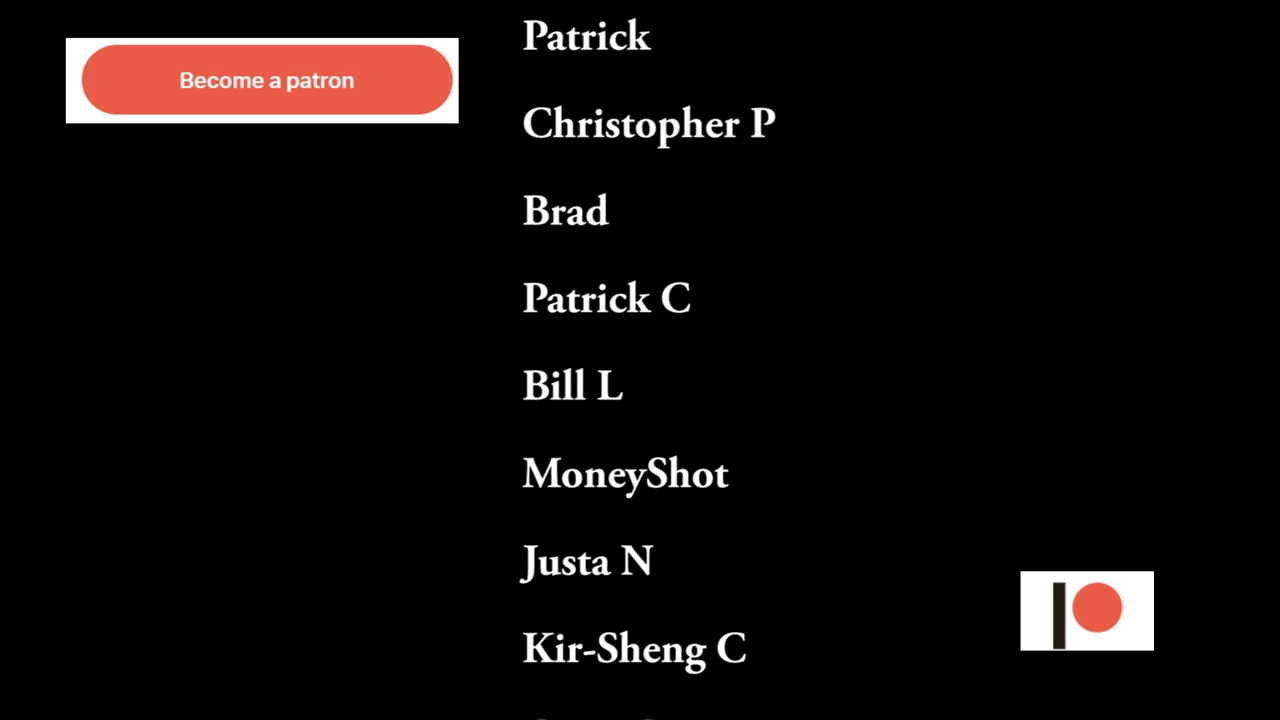 Become a patron
Patrick
Christopher P
Brad
Patrick C
Bill L
MoneyShot
Justa N
Kir-Sheng C